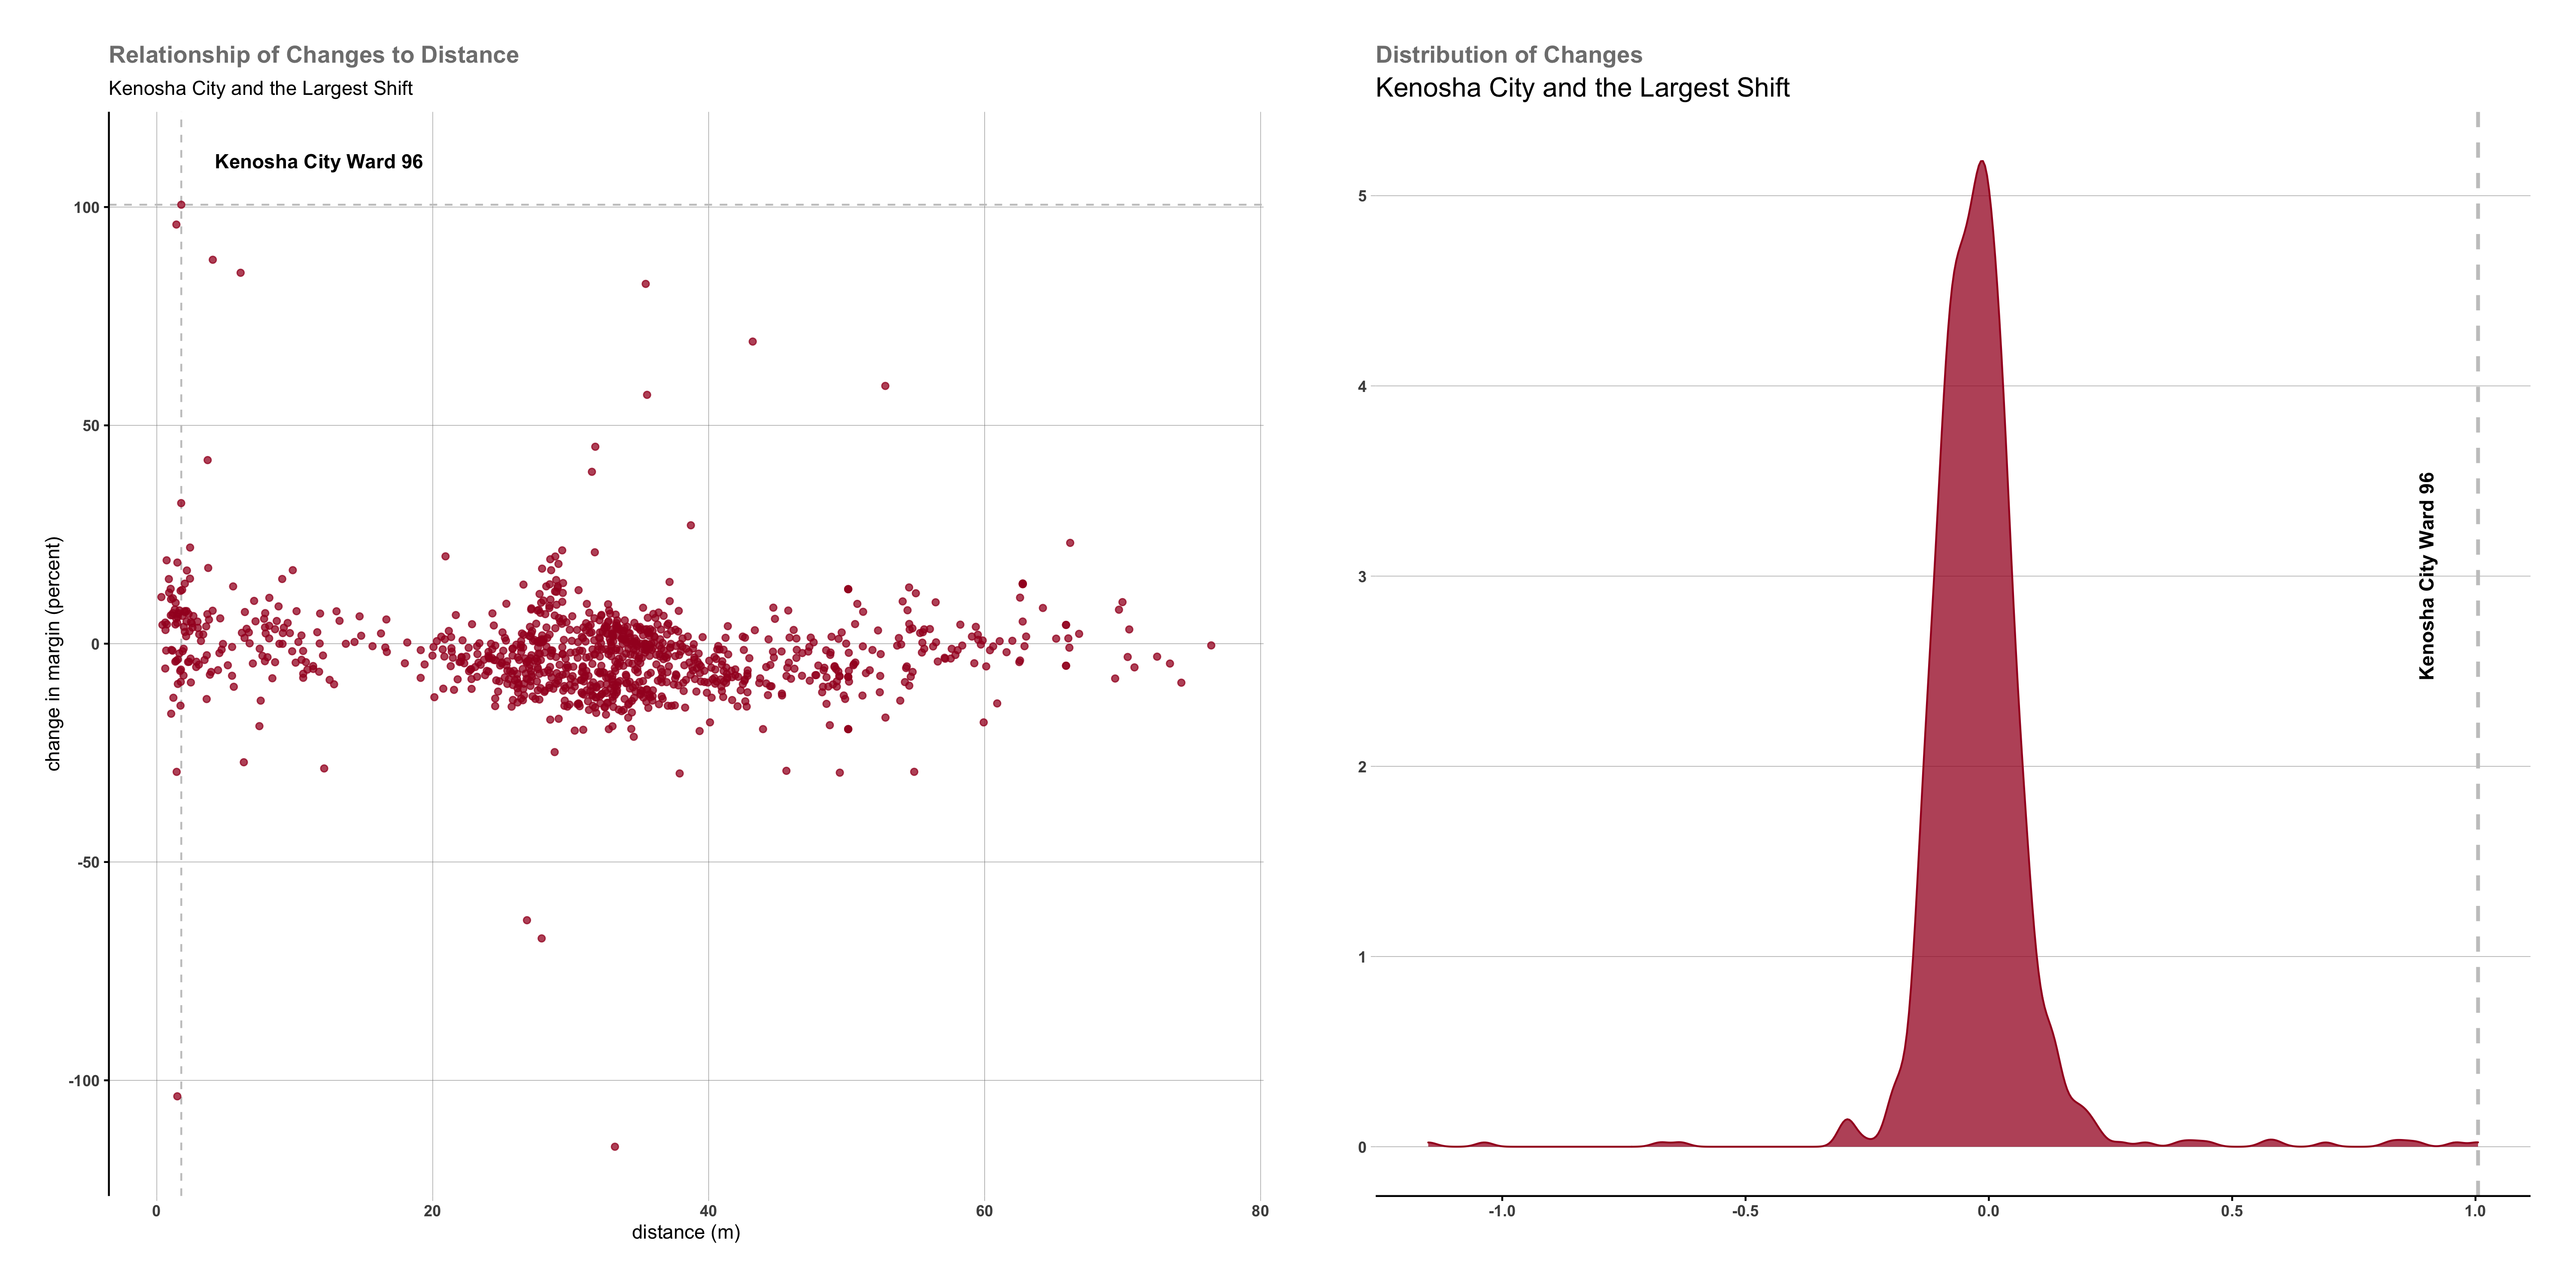 Relationship of Changes to Distance
Kenosha City and the Largest Shift
Kenosha City Ward 96
100
50
0
-50
-100
change in margin (percent)
0 20 40 60 80
distance (m)
Distribution of Changes
Kenosha City and the Largest Shift
5
4
3
2
1
0
Kenosha City Ward 96
-1.0 -0.5 0.0 0.5 1.0